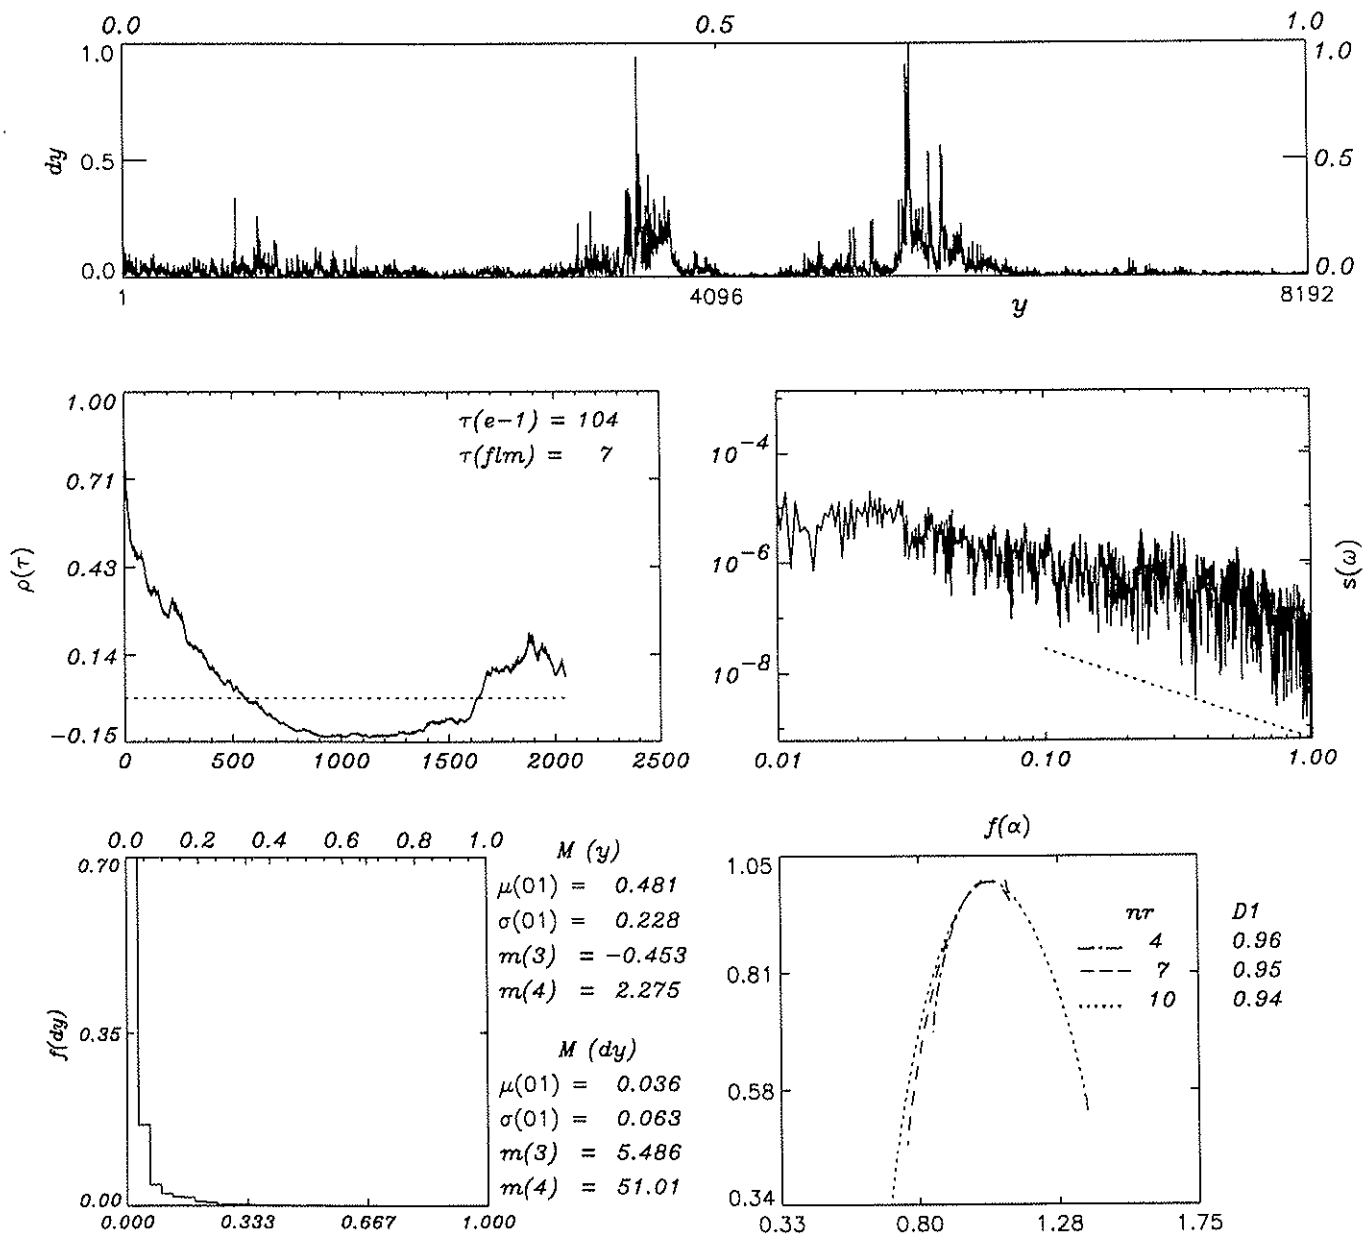 0.0 0.5 1.0
1.0 1.0
dy 0.5 0.5
0.0 0.0
1 4096 y 8192
1.00
τ(e-1) = 104
τ(flm) = 7
0.71
0.43
0.14
-0.15
ρ(τ)
0 500 1000 1500 2000 2500
10^-4
10^-6
10^-8
s(ω)
0.01 0.10 1.00
0.0 0.2 0.4 0.6 0.8 1.0
0.70
0.35
0.00
f(dy)
0.000 0.333 0.667 1.000
M (y)
μ(01) = 0.481
σ(01) = 0.228
m(3) = -0.453
m(4) = 2.275
M (dy)
μ(01) = 0.036
σ(01) = 0.063
m(3) = 5.486
m(4) = 51.01
f(α)
1.05
0.81
0.58
0.34
nr D1
4 0.96
7 0.95
10 0.94
0.33 0.80 1.28 1.75